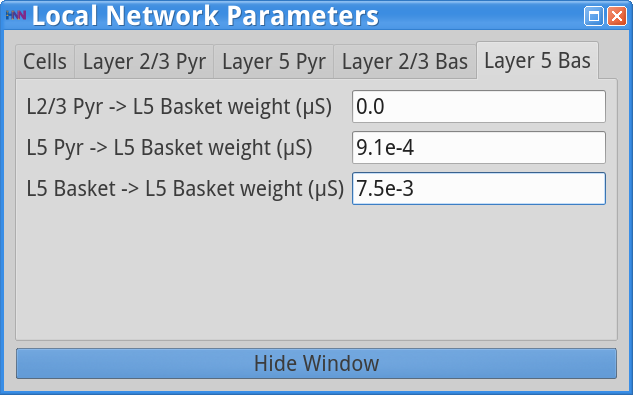 HNN Local Network Parameters
Cells Layer 2/3 Pyr Layer 5 Pyr Layer 2/3 Bas Layer 5 Bas
L2/3 Pyr -> L5 Basket weight (µS) 0.0
L5 Pyr -> L5 Basket weight (µS) 9.1e-4
L5 Basket -> L5 Basket weight (µS) 7.5e-3
Hide Window